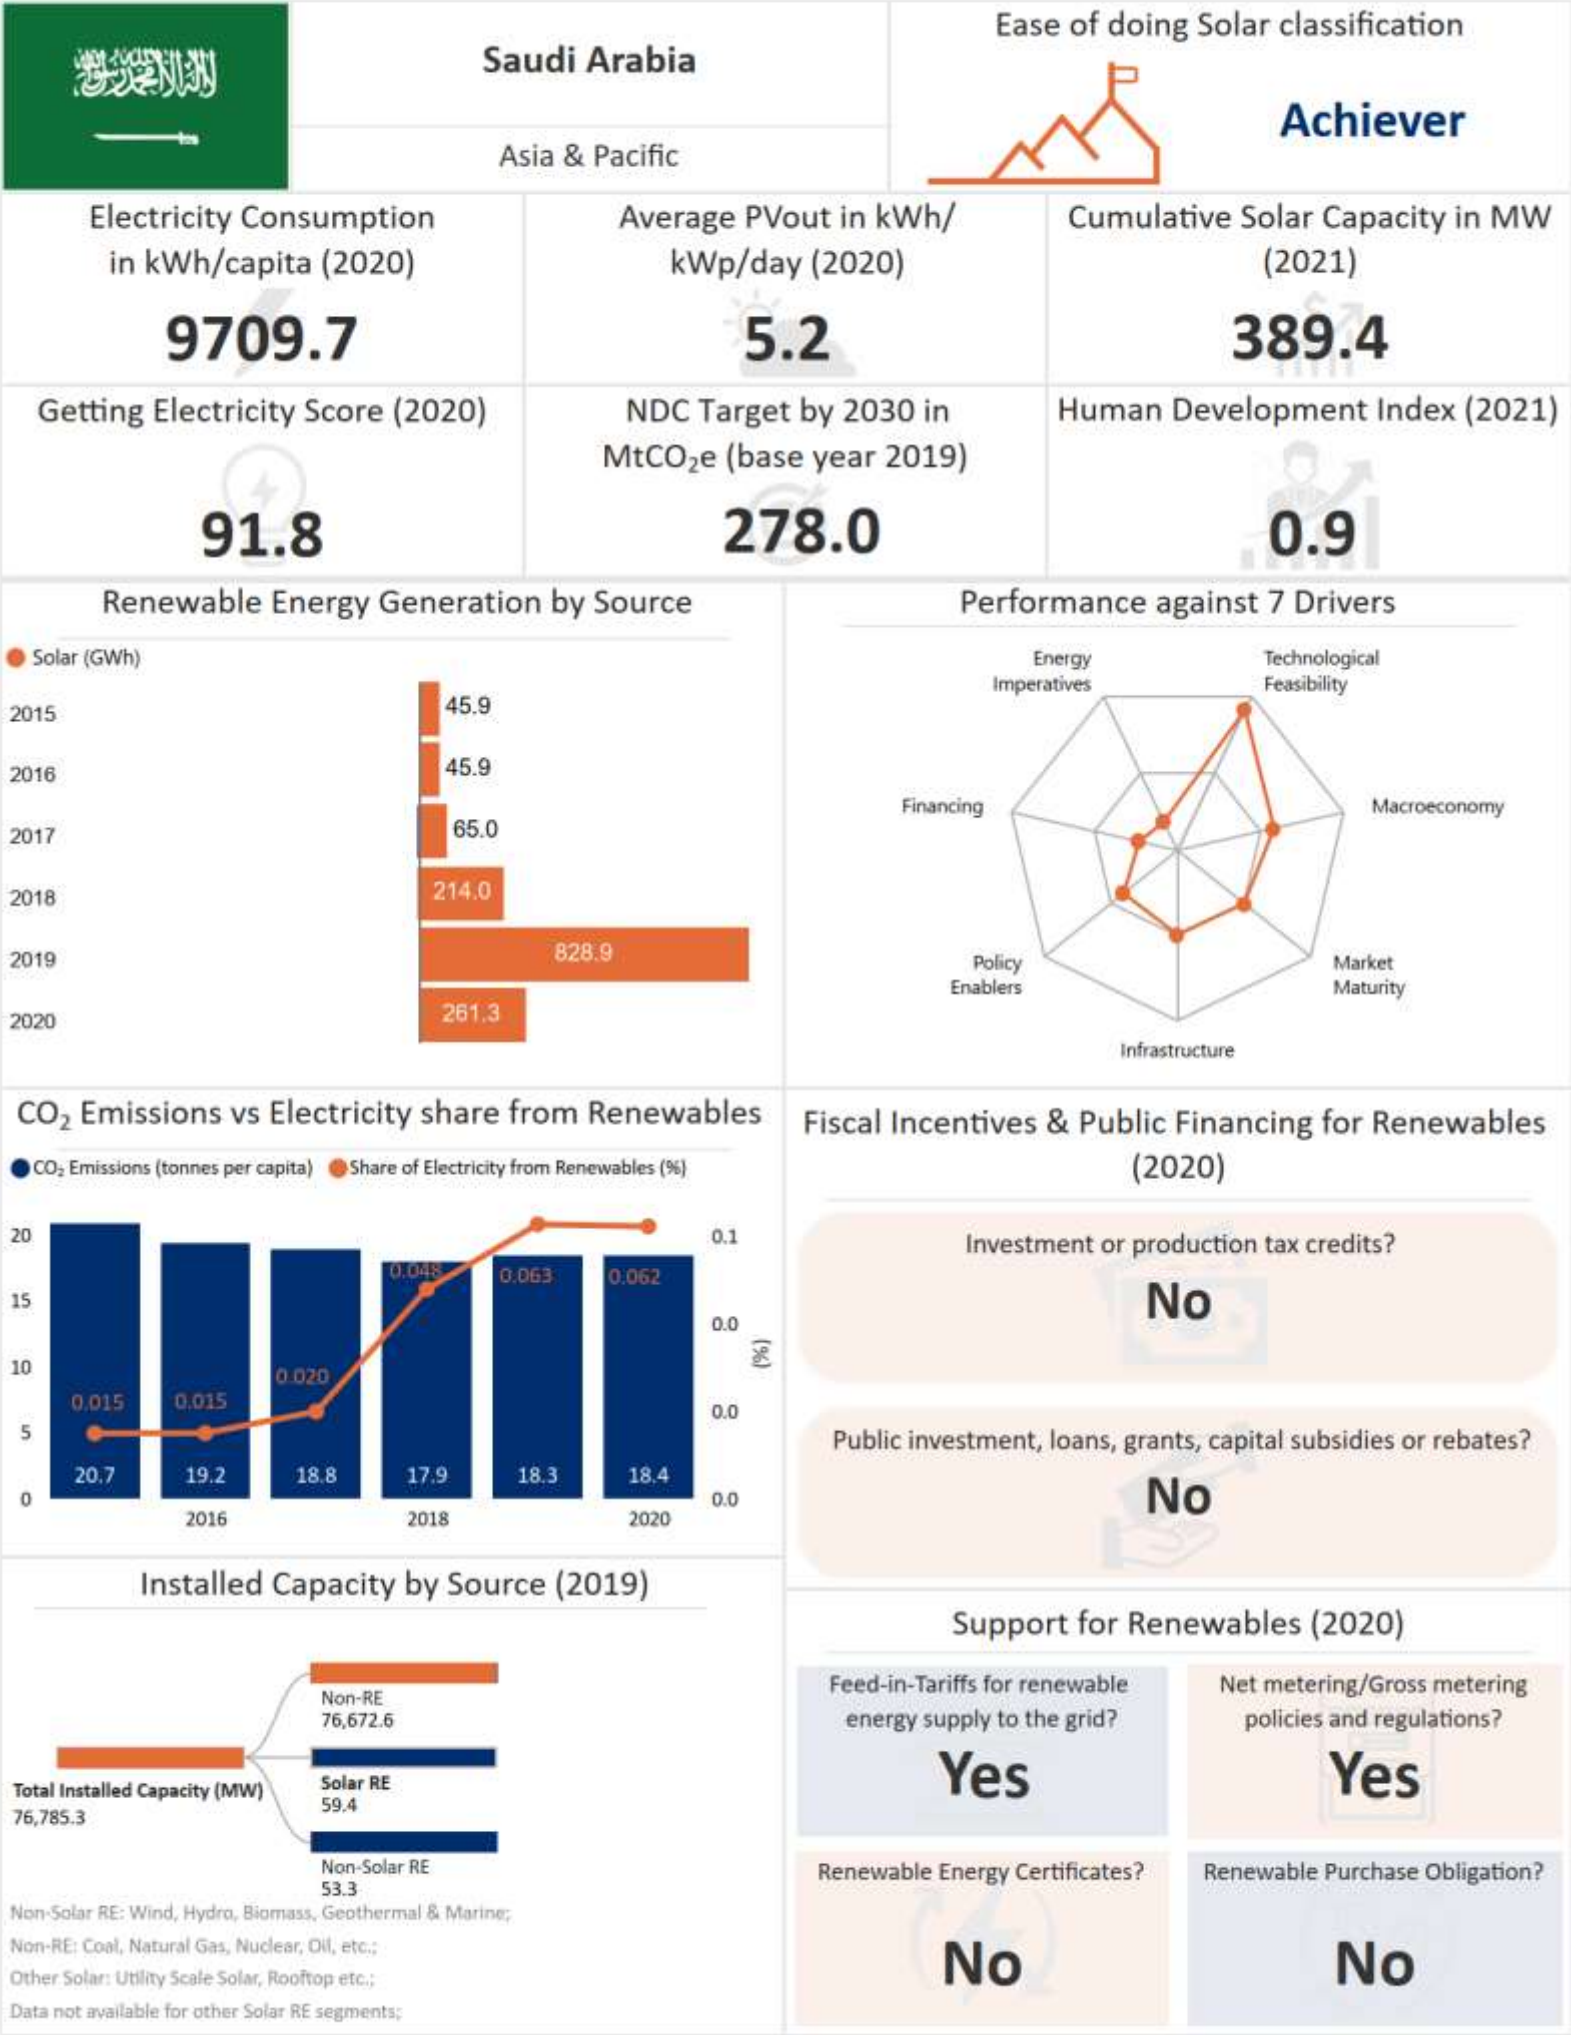 Saudi Arabia
Asia & Pacific
Ease of doing Solar classification
Achiever
Electricity Consumption
in kWh/capita (2020)
9709.7
Average PVout in kWh/
kWp/day (2020)
5.2
Cumulative Solar Capacity in MW
(2021)
389.4
Getting Electricity Score (2020)
91.8
NDC Target by 2030 in
MtCO₂e (base year 2019)
278.0
Human Development Index (2021)
0.9
Renewable Energy Generation by Source
Solar (GWh)
2015
45.9
2016
45.9
2017
65.0
2018
214.0
2019
828.9
2020
261.3
Performance against 7 Drivers
Energy
Imperatives
Technological
Feasibility
Financing
Macroeconomy
Policy
Enablers
Market
Maturity
Infrastructure
CO₂ Emissions vs Electricity share from Renewables
CO₂ Emissions (tonnes per capita)
Share of Electricity from Renewables (%)
20
15
10
5
0
0.015
0.015
0.020
0.048
0.063
0.062
20.7
19.2
18.8
17.9
18.3
18.4
0.1
0.0
0.0
0.0
(%)
2016
2018
2020
Fiscal Incentives & Public Financing for Renewables
(2020)
Investment or production tax credits?
No
Public investment, loans, grants, capital subsidies or rebates?
No
Installed Capacity by Source (2019)
Non-RE
76,672.6
Total Installed Capacity (MW)
76,785.3
Solar RE
59.4
Non-Solar RE
53.3
Non-Solar RE: Wind, Hydro, Biomass, Geothermal & Marine;
Non-RE: Coal, Natural Gas, Nuclear, Oil, etc.;
Other Solar: Utility Scale Solar, Rooftop etc.;
Data not available for other Solar RE segments;
Support for Renewables (2020)
Feed-in-Tariffs for renewable
energy supply to the grid?
Yes
Net metering/Gross metering
policies and regulations?
Yes
Renewable Energy Certificates?
No
Renewable Purchase Obligation?
No